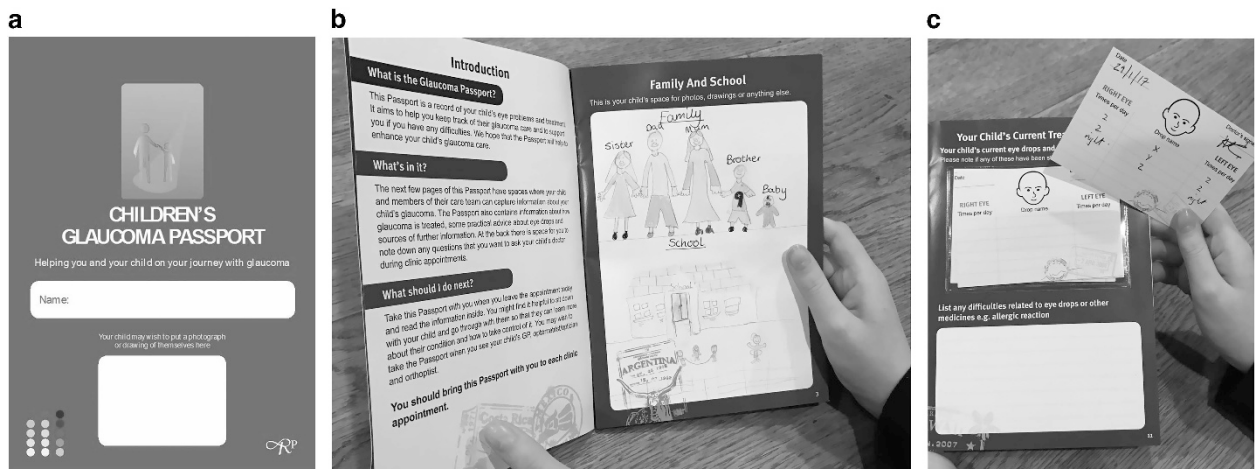 a
CHILDREN'S
GLAUCOMA PASSPORT
Helping you and your child on your journey with glaucoma
Name:
Your child may wish to put a photograph
or drawing of themselves here
RP
b
Introduction
What is the Glaucoma Passport?
This Passport is a record of your child's eye problems and treatment.
It aims to help you keep track of their glaucoma care and to support
you if you have any difficulties. We hope that the Passport will help to
enhance your child's glaucoma care.
What's in it?
The next few pages of this Passport have spaces where your child
and members of their care team can capture information about your
child's glaucoma. The Passport also contains information about how
glaucoma is treated, some practical advice about eye drops and
sources of further information. At the back there is space for you to
note down any questions that you want to ask your child's doctor
during clinic appointments.
What should I do next?
Take this Passport with you when you leave the appointment today
and read the information inside. You might find it helpful to sit down
with your child and go through with them so that they can learn more
about their condition and how to take control of it. You may wish to
take the Passport when you see your child's GP, optometrist/optician
and orthoptist.
You should bring this Passport with you to each clinic
appointment.
Costa Rica
Family And School
This is your child's space for photos, drawings or anything else.
Family
Sister
Dad
Mum
Brother
Baby
School
ARGENTINA
3
c
Date
29/1/17
RIGHT EYE
Times per day
2
2
night
Drop name
X
Y
Z
Doctor's
LEFT EYE
Times per day
2
2
night
Your Child's Current
Your child's current eye drops and
Please note if any of these have been
Date
RIGHT EYE
Times per day
Drop name
LEFT EYE
Times per day
List any difficulties related to eye drops or other
medicines e.g. allergic reaction
.2007
11